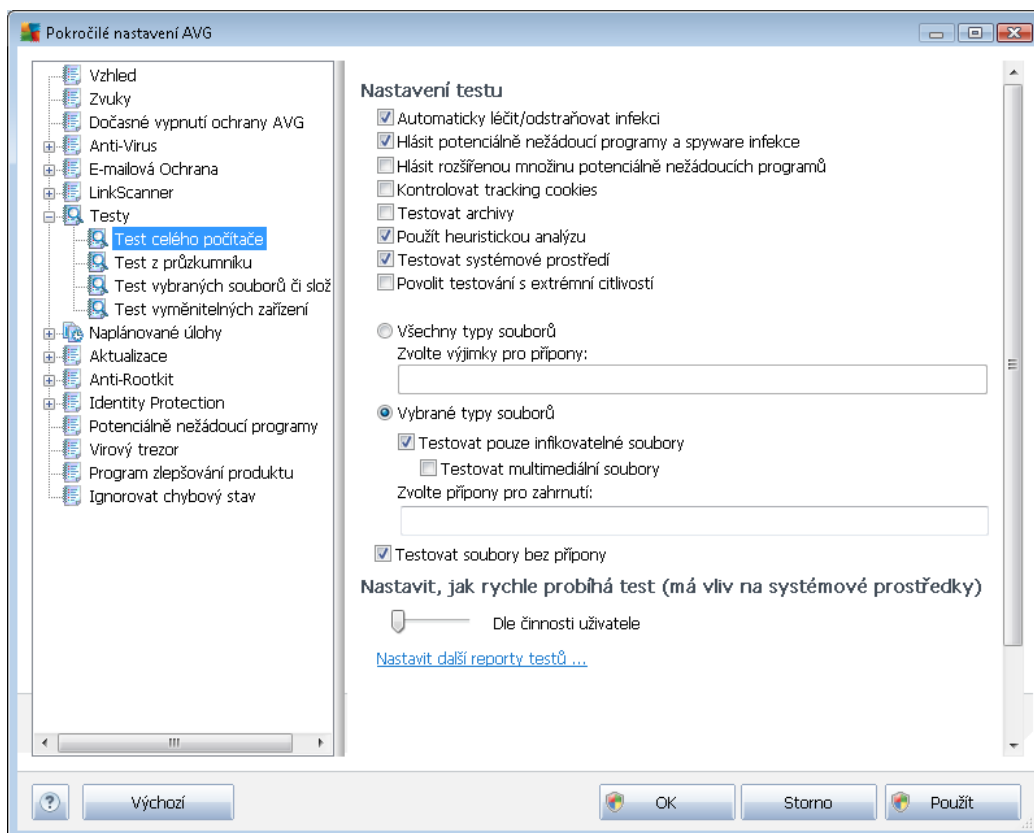 Pokročilé nastavení AVG
Vzhled
Zvuky
Dočasné vypnutí ochrany AVG
Anti-Virus
E-mailová Ochrana
LinkScanner
Testy
Test celého počítače
Test z průzkumníku
Test vybraných souborů či slož
Test vyměnitelných zařízení
Naplánované úlohy
Aktualizace
Anti-Rootkit
Identity Protection
Potenciálně nežádoucí programy
Virový trezor
Program zlepšování produktu
Ignorovat chybový stav
Nastavení testu
Automaticky léčit/odstraňovat infekci
Hlásit potenciálně nežádoucí programy a spyware infekce
Hlásit rozšířenou množinu potenciálně nežádoucích programů
Kontrolovat tracking cookies
Testovat archivy
Použít heuristickou analýzu
Testovat systémové prostředí
Povolit testování s extrémní citlivostí
Všechny typy souborů
Zvolte výjimky pro přípony:
Vybrané typy souborů
Testovat pouze infikovatelné soubory
Testovat multimediální soubory
Zvolte přípony pro zahrnutí:
Testovat soubory bez přípony
Nastavit, jak rychle probíhá test (má vliv na systémové prostředky)
Dle činnosti uživatele
Nastavit další reporty testů ...
?
Výchozí
OK
Storno
Použít